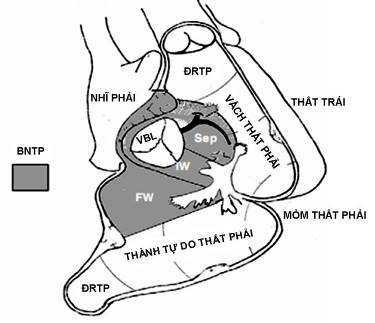 ĐRTP
NHĨ PHẢI
THẤT TRÁI
VÁCH THẤT PHẢI
VBL
Sep
BNTP
IW
FW
MỎM THẤT PHẢI
THÀNH TỰ DO THẤT PHẢI
ĐRTP